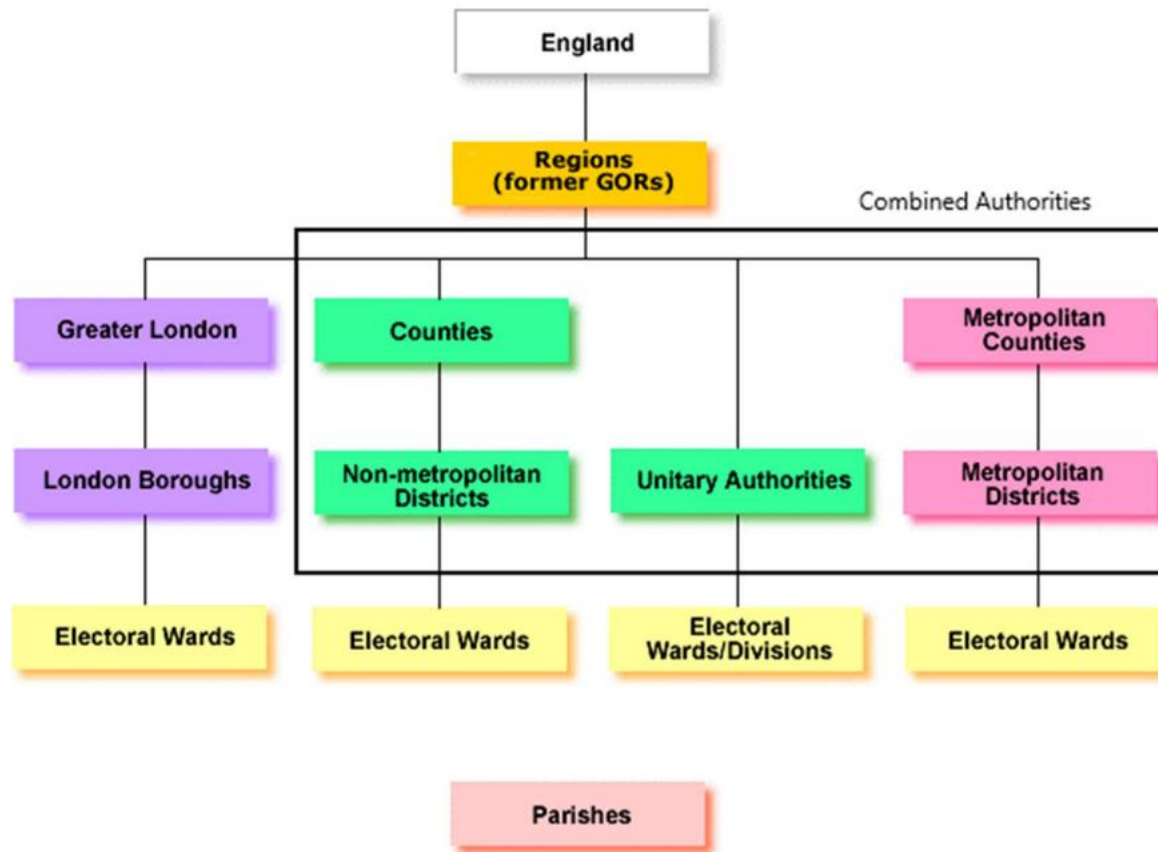 England
Regions
(former GORs)
Combined Authorities
Greater London
Counties
Metropolitan
Counties
London Boroughs
Non-metropolitan
Districts
Unitary Authorities
Metropolitan
Districts
Electoral Wards
Electoral Wards
Electoral
Wards/Divisions
Electoral Wards
Parishes